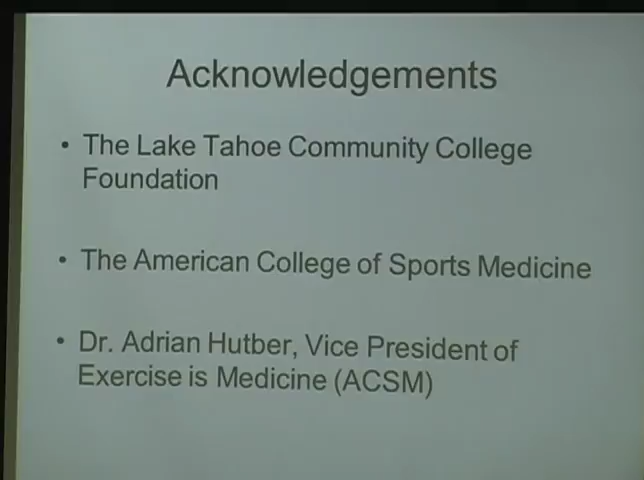 Acknowledgements
• The Lake Tahoe Community College
Foundation
• The American College of Sports Medicine
• Dr. Adrian Hutber, Vice President of
Exercise is Medicine (ACSM)